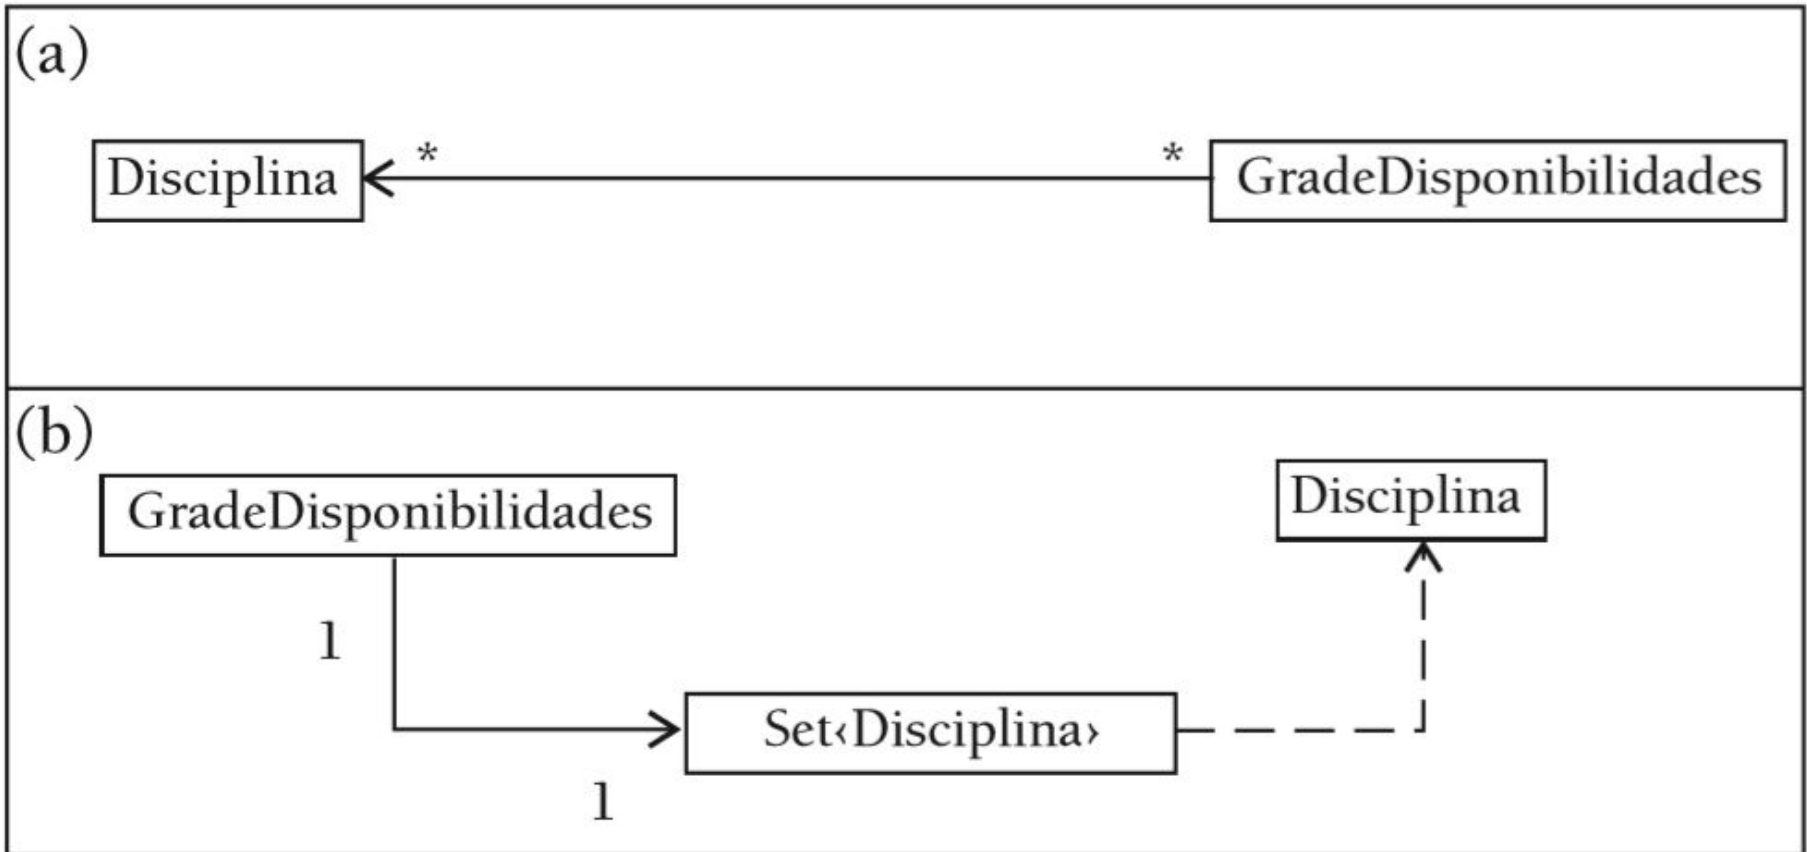 (a)
Disciplina * * GradeDisponibilidades
(b)
GradeDisponibilidades Disciplina
1
Set‹Disciplina›
1